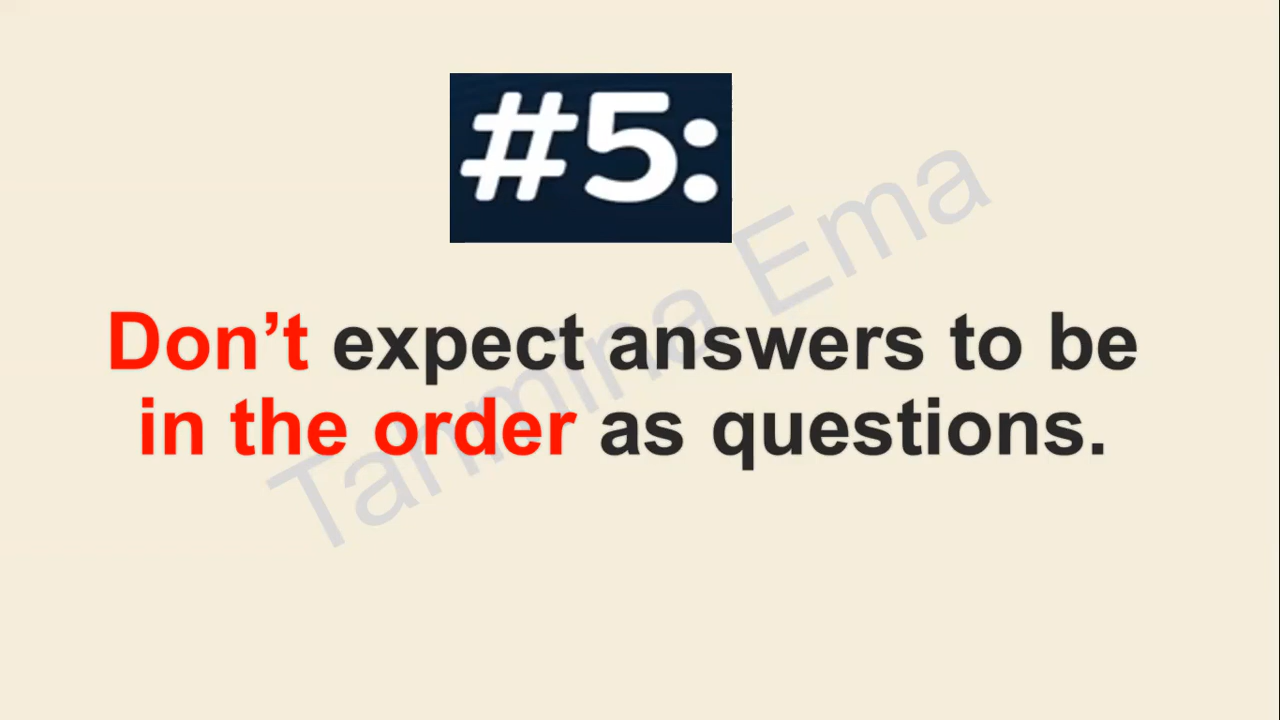 #5:
Don’t expect answers to be
in the order as questions.
Tahmina Ema